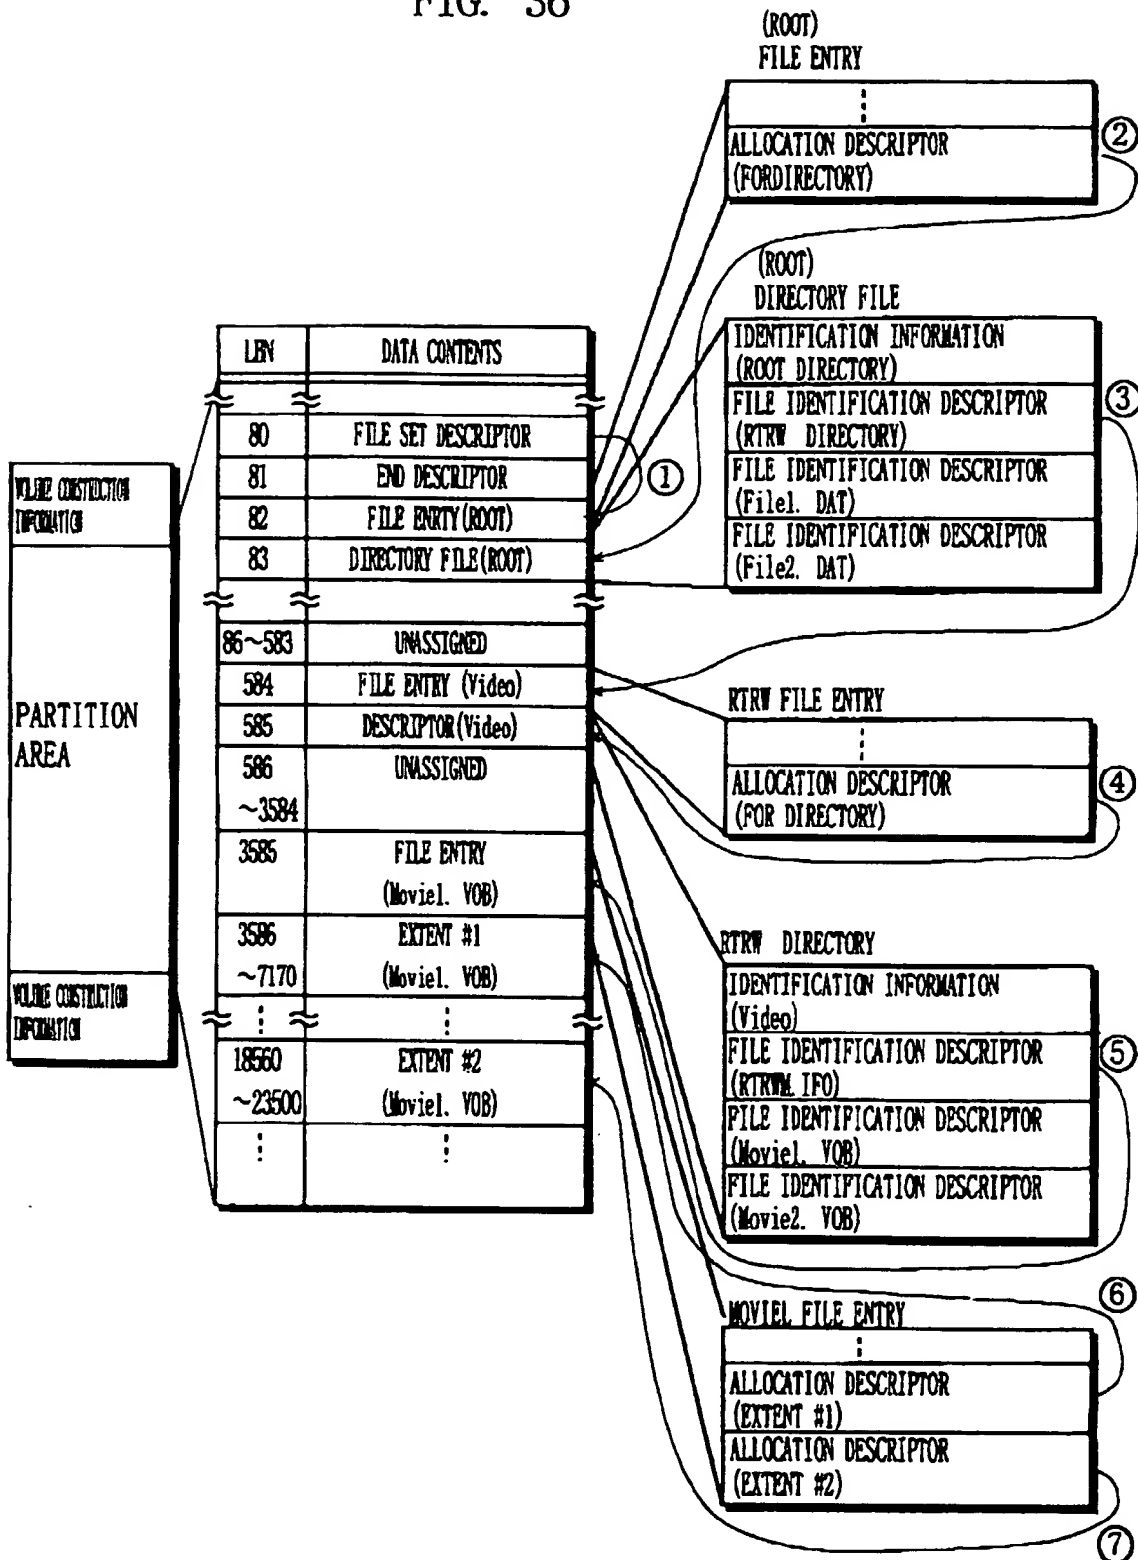 FIG. 36
VOLUME CONSTRUCTION
INFORMATION
PARTITION
AREA
VOLUME CONSTRUCTION
INFORMATION
LBN DATA CONTENTS
80 FILE SET DESCRIPTOR
81 END DESCRIPTOR
82 FILE ENRTY(ROOT)
83 DIRECTORY FILE(ROOT)
86~583 UNASSIGNED
584 FILE ENTRY (Video)
585 DESCRIPTOR(Video)
586 UNASSIGNED
~3584
3585 FILE ENTRY
(Movie1. VOB)
3586 EXTENT #1
~7170 (Movie1. VOB)
18560 EXTENT #2
~23500 (Movie1. VOB)
①
(ROOT)
FILE ENTRY
ALLOCATION DESCRIPTOR
(FORDIRECTORY)
②
(ROOT)
DIRECTORY FILE
IDENTIFICATION INFORMATION
(ROOT DIRECTORY)
FILE IDENTIFICATION DESCRIPTOR
(RTRW DIRECTORY)
③
FILE IDENTIFICATION DESCRIPTOR
(File1. DAT)
FILE IDENTIFICATION DESCRIPTOR
(File2. DAT)
RTRW FILE ENTRY
ALLOCATION DESCRIPTOR
(FOR DIRECTORY)
④
RTRW DIRECTORY
IDENTIFICATION INFORMATION
(Video)
FILE IDENTIFICATION DESCRIPTOR
(RTRWM. IFO)
⑤
FILE IDENTIFICATION DESCRIPTOR
(Movie1. VOB)
FILE IDENTIFICATION DESCRIPTOR
(Movie2. VOB)
⑥
MOVIE1 FILE ENTRY
ALLOCATION DESCRIPTOR
(EXTENT #1)
ALLOCATION DESCRIPTOR
(EXTENT #2)
⑦